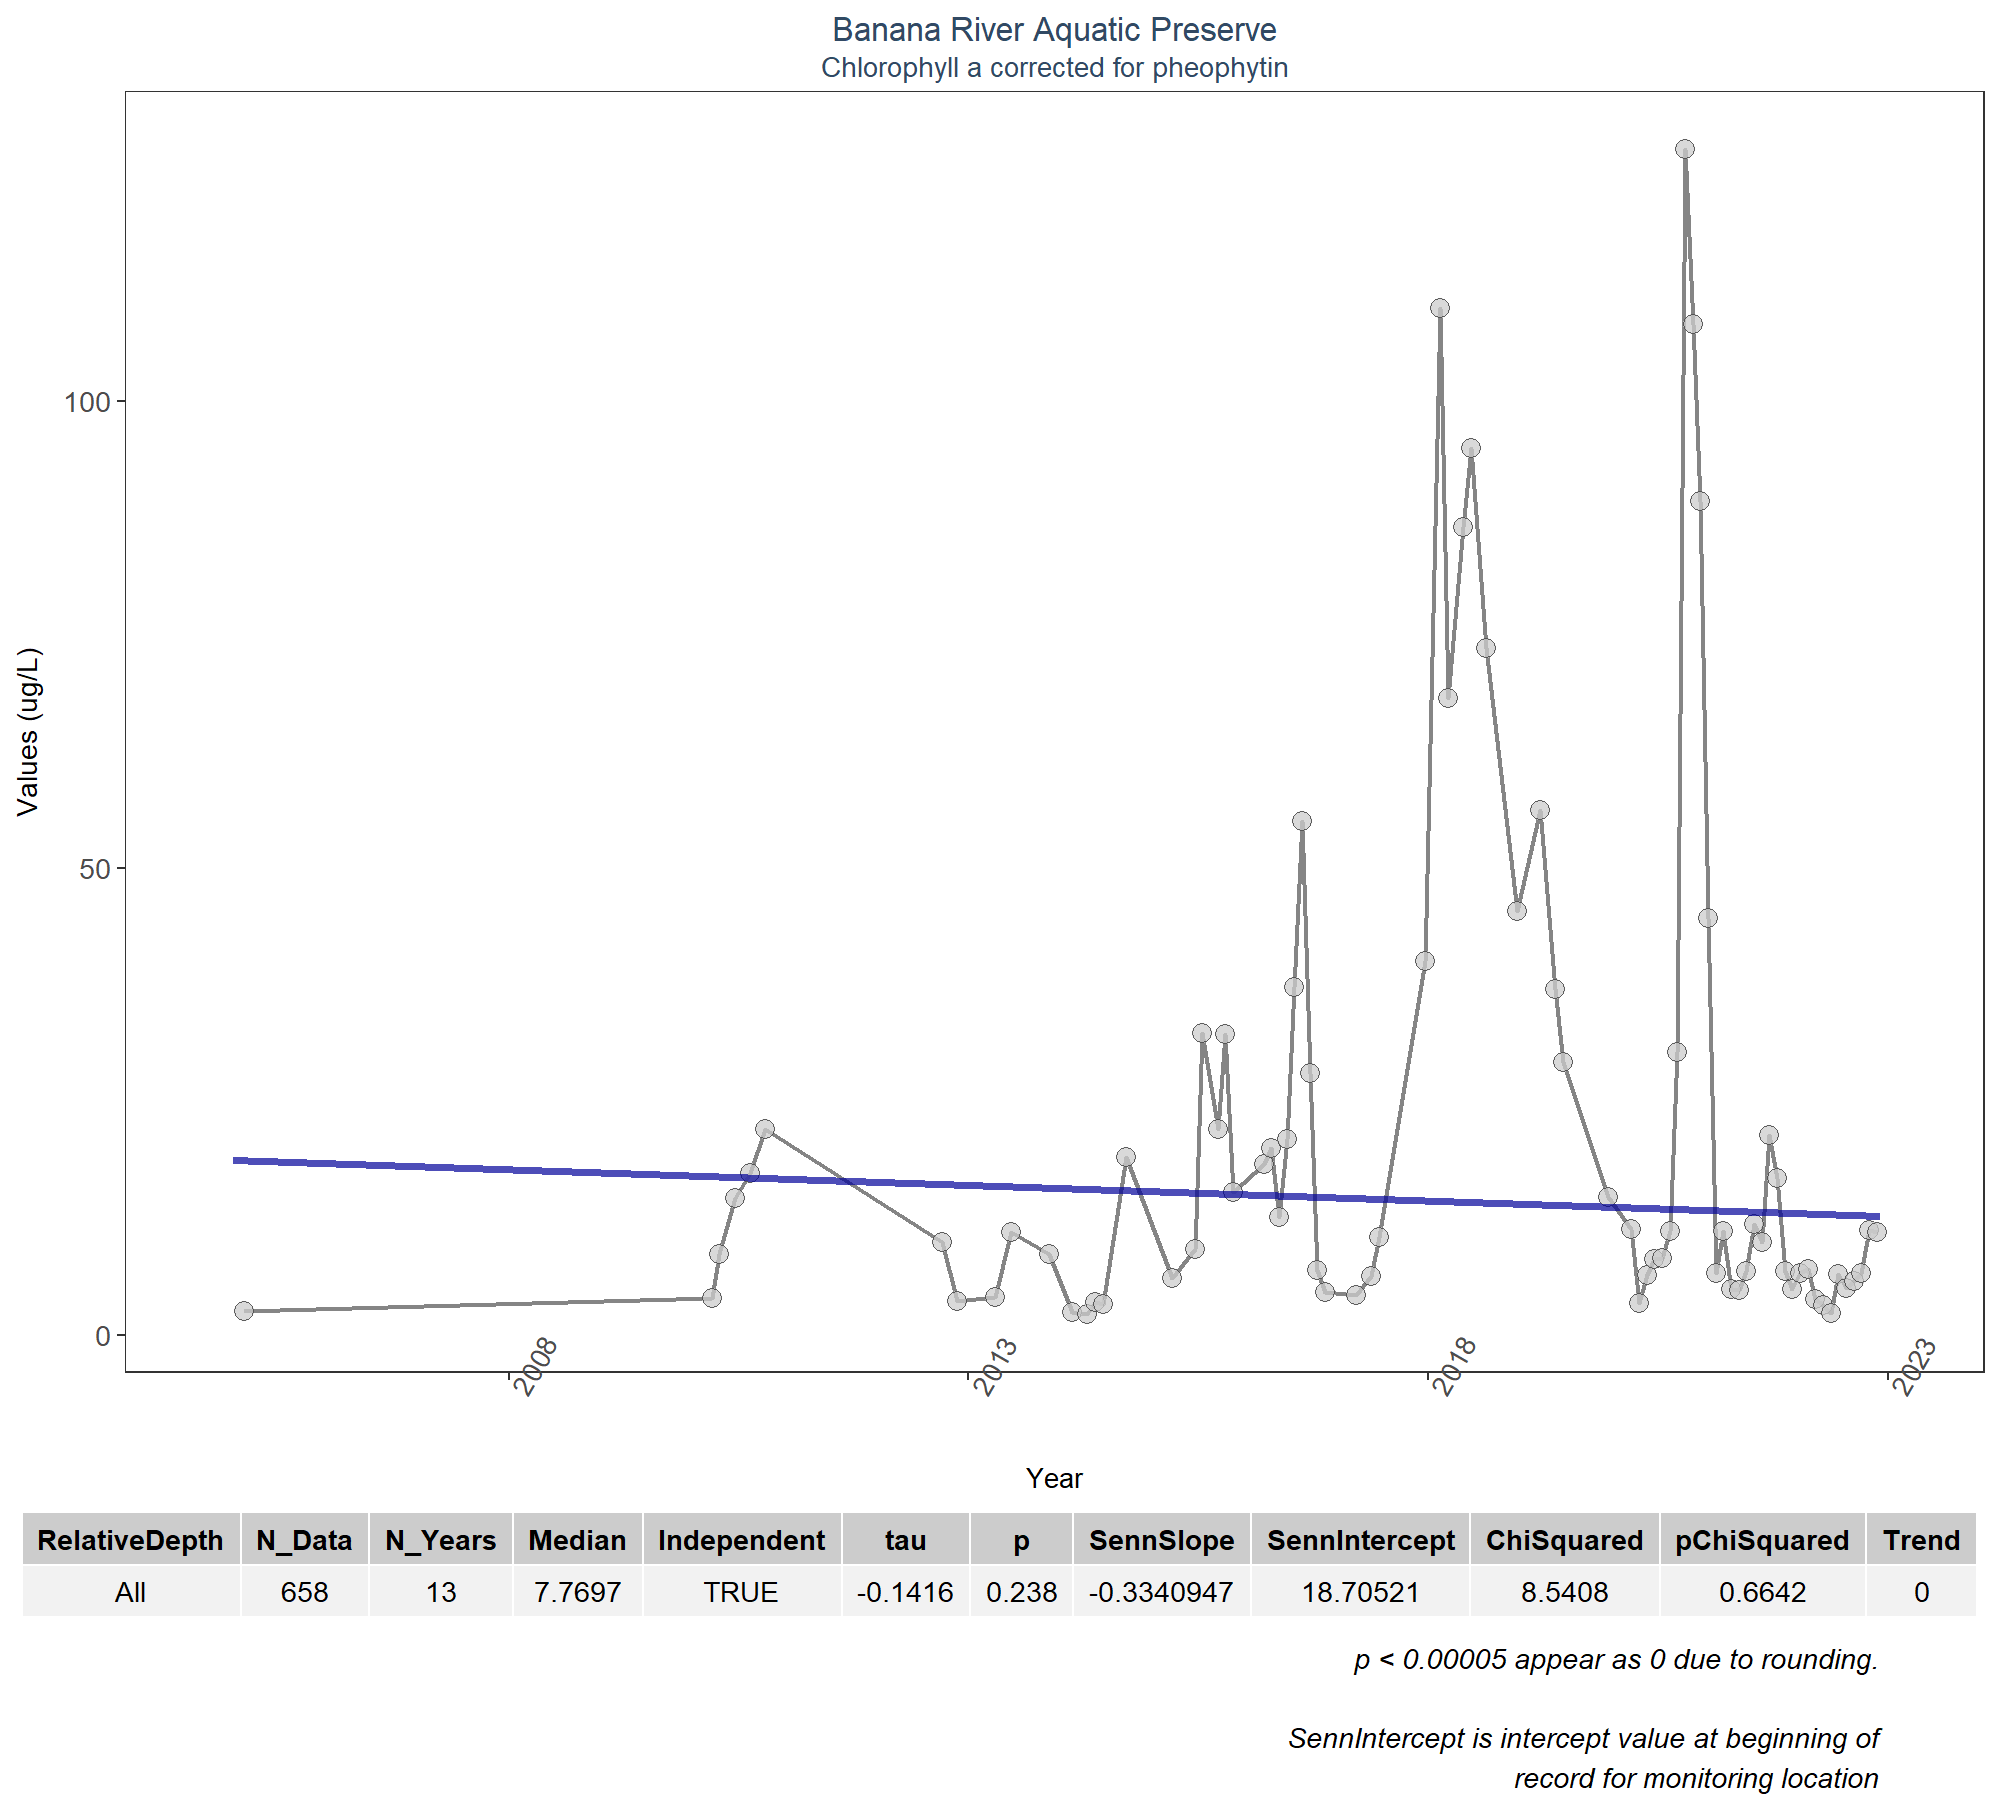 Banana River Aquatic Preserve
Chlorophyll a corrected for pheophytin
100
50
0
Values (ug/L)
2008
2013
2018
2023
Year
RelativeDepth N_Data N_Years Median Independent tau p SennSlope SennIntercept ChiSquared pChiSquared Trend
All 658 13 7.7697 TRUE -0.1416 0.238 -0.3340947 18.70521 8.5408 0.6642 0
p < 0.00005 appear as 0 due to rounding.
SennIntercept is intercept value at beginning of
record for monitoring location